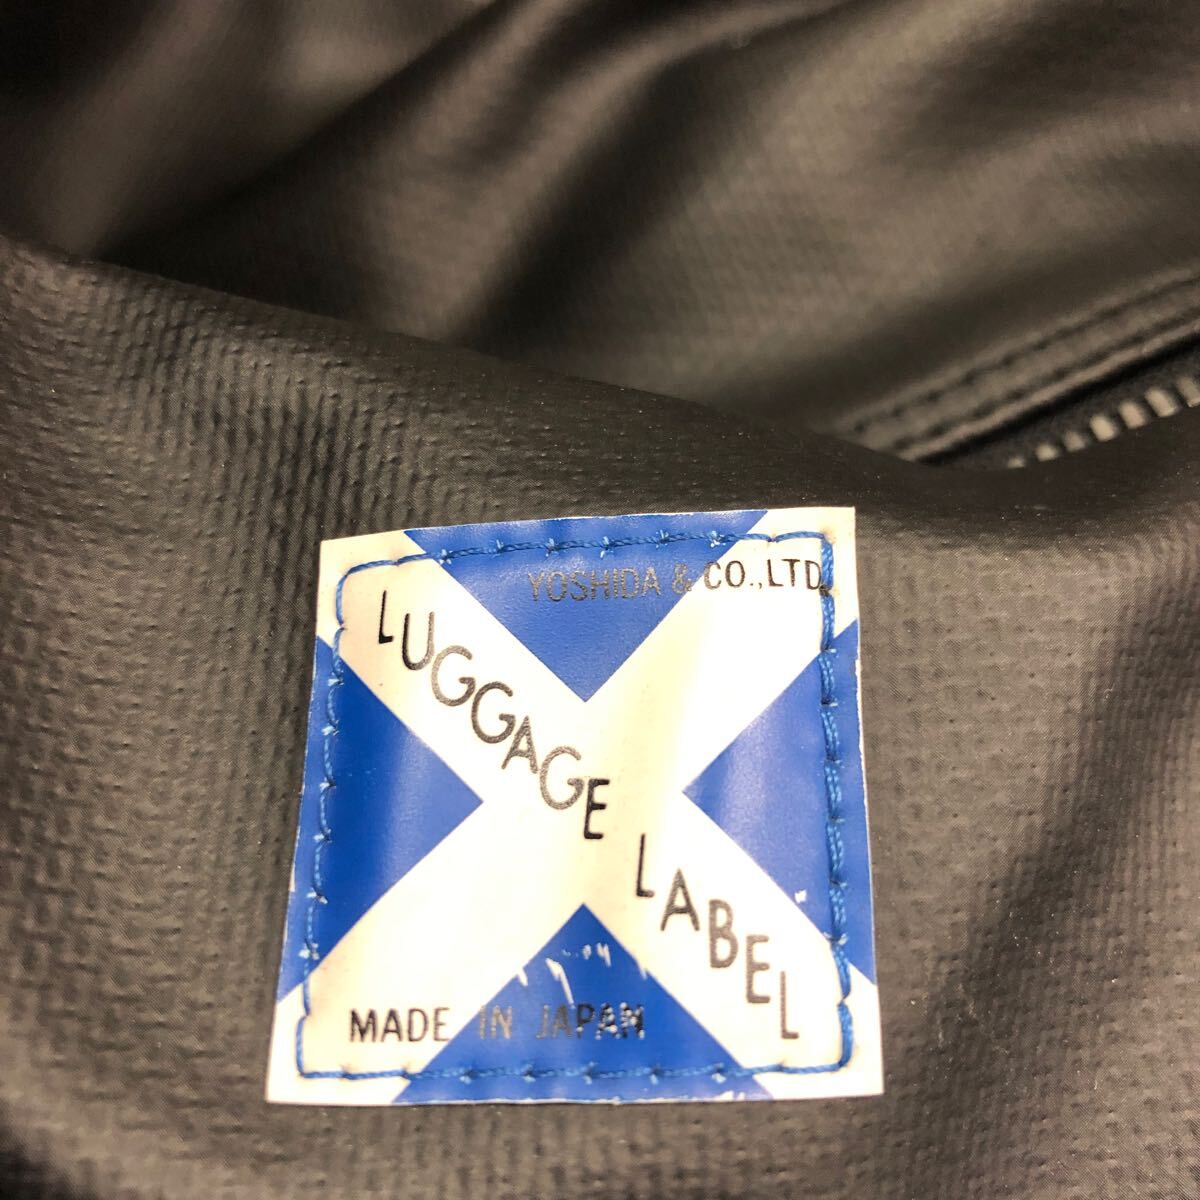 YOSHIDA & CO.,LTD.
LUGGAGE LABEL
MADE IN JAPAN